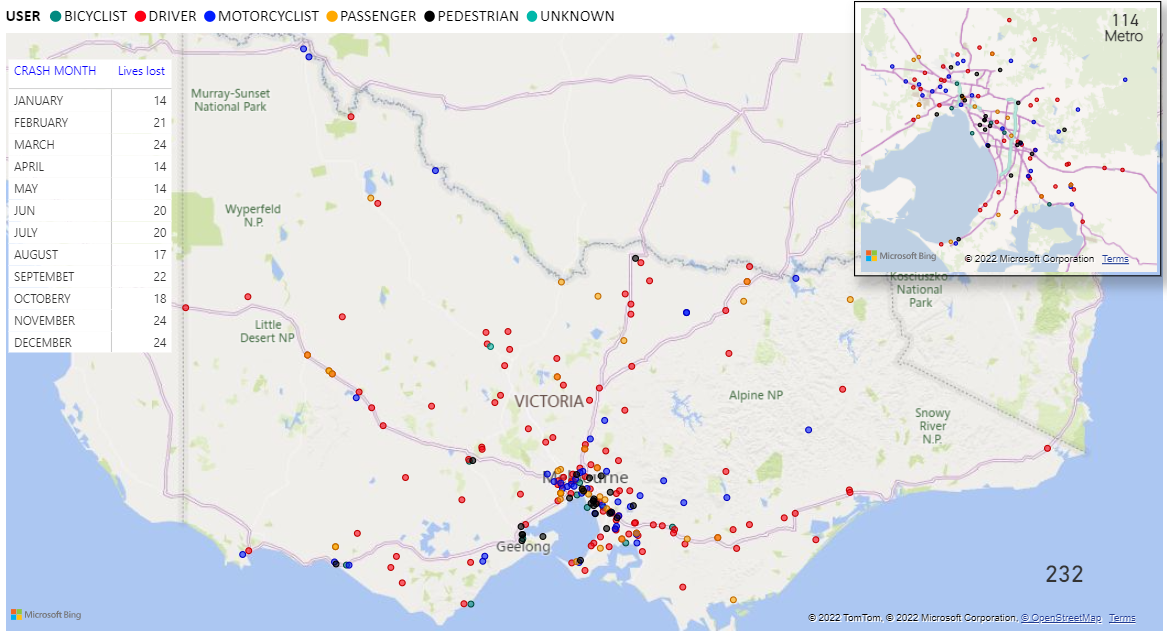 USER BICYCLIST DRIVER MOTORCYCLIST PASSENGER PEDESTRIAN UNKNOWN
114
Metro
CRASH MONTH Lives lost
JANUARY 14
FEBRUARY 21
MARCH 24
APRIL 14
MAY 14
JUN 20
JULY 20
AUGUST 17
SEPTEMBET 22
OCTOBERY 18
NOVEMBER 24
DECEMBER 24
Murray-Sunset
National Park
Wyperfeld
N.P.
Microsoft Bing
© 2022 Microsoft Corporation Terms
Kosciuszko
National
Park
Little
Desert NP
VICTORIA
Alpine NP
Snowy
River
N.P.
Melbourne
Geelong
232
Microsoft Bing
© 2022 TomTom, © 2022 Microsoft Corporation, © OpenStreetMap Terms